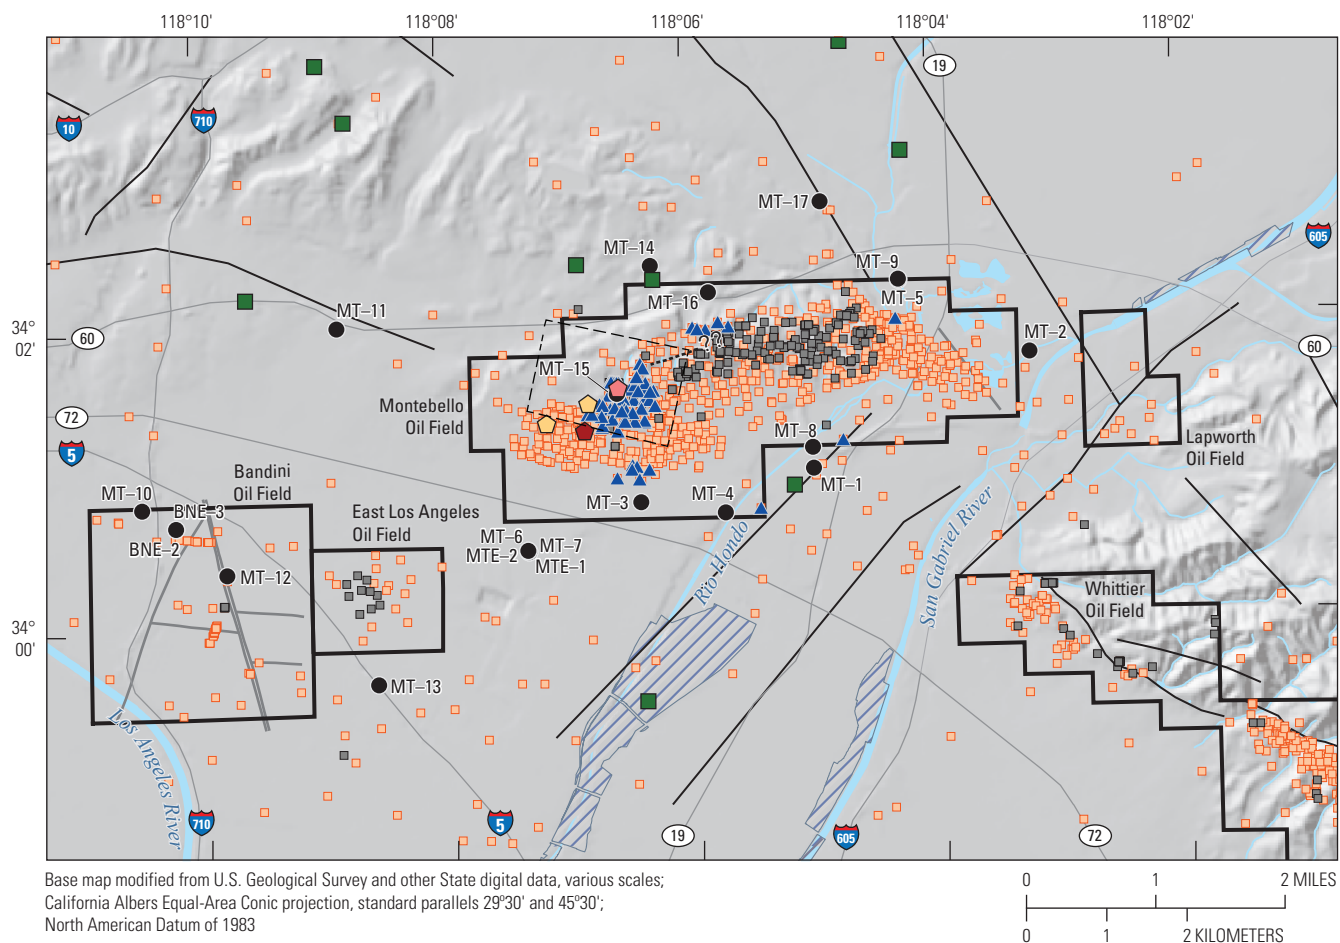 118°10'
118°08'
118°06'
118°04'
118°02'
19
10
710
605
MT–17
MT–14
MT–9
MT–16
MT–5
MT–11
34°
02'
60
MT–2
60
? ?
MT–15
Montebello
Oil Field
72
5
MT–8
Lapworth
Oil Field
Bandini
Oil Field
MT–1
MT–10
BNE–3
East Los Angeles
Oil Field
MT–3
MT–4
BNE–2
MT–6
MTE–2
MT–7
MTE–1
MT–12
Rio Hondo
San Gabriel River
Whittier
Oil Field
34°
00'
MT–13
Los Angeles River
710
5
19
605
72
Base map modified from U.S. Geological Survey and other State digital data, various scales;
California Albers Equal-Area Conic projection, standard parallels 29º30' and 45º30';
North American Datum of 1983
0 1 2 MILES
0 1 2 KILOMETERS